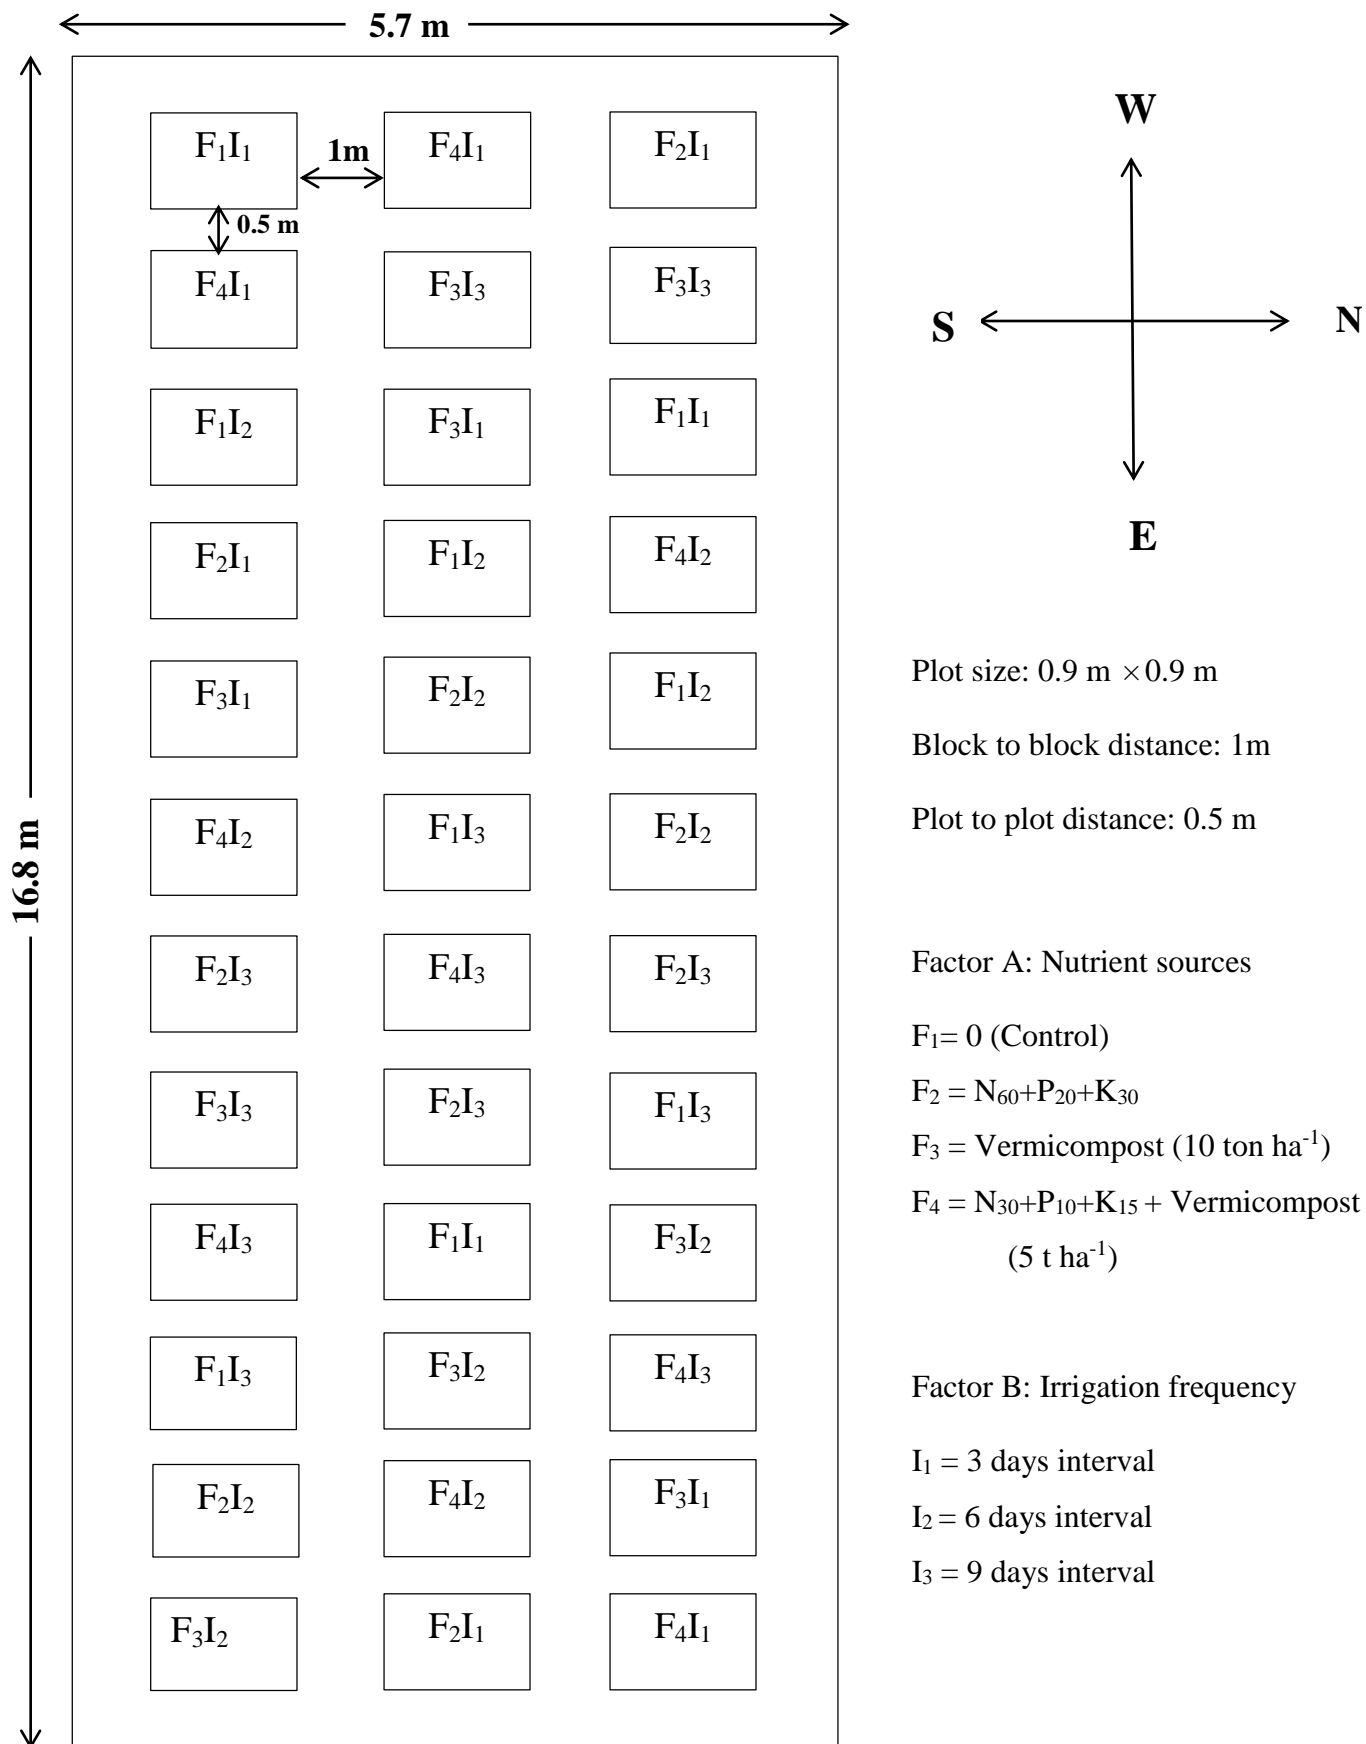 5.7 m
16.8 m
F₁I₁ F₄I₁ F₂I₁
1m
0.5 m
F₄I₁ F₃I₃ F₃I₃
F₁I₂ F₃I₁ F₁I₁
F₂I₁ F₁I₂ F₄I₂
F₃I₁ F₂I₂ F₁I₂
F₄I₂ F₁I₃ F₂I₂
F₂I₃ F₄I₃ F₂I₃
F₃I₃ F₂I₃ F₁I₃
F₄I₃ F₁I₁ F₃I₂
F₁I₃ F₃I₂ F₄I₃
F₂I₂ F₄I₂ F₃I₁
F₃I₂ F₂I₁ F₄I₁
W
S N
E
Plot size: 0.9 m ×0.9 m
Block to block distance: 1m
Plot to plot distance: 0.5 m
Factor A: Nutrient sources
F₁= 0 (Control)
F₂ = N₆₀+P₂₀+K₃₀
F₃ = Vermicompost (10 ton ha⁻¹)
F₄ = N₃₀+P₁₀+K₁₅ + Vermicompost
(5 t ha⁻¹)
Factor B: Irrigation frequency
I₁ = 3 days interval
I₂ = 6 days interval
I₃ = 9 days interval